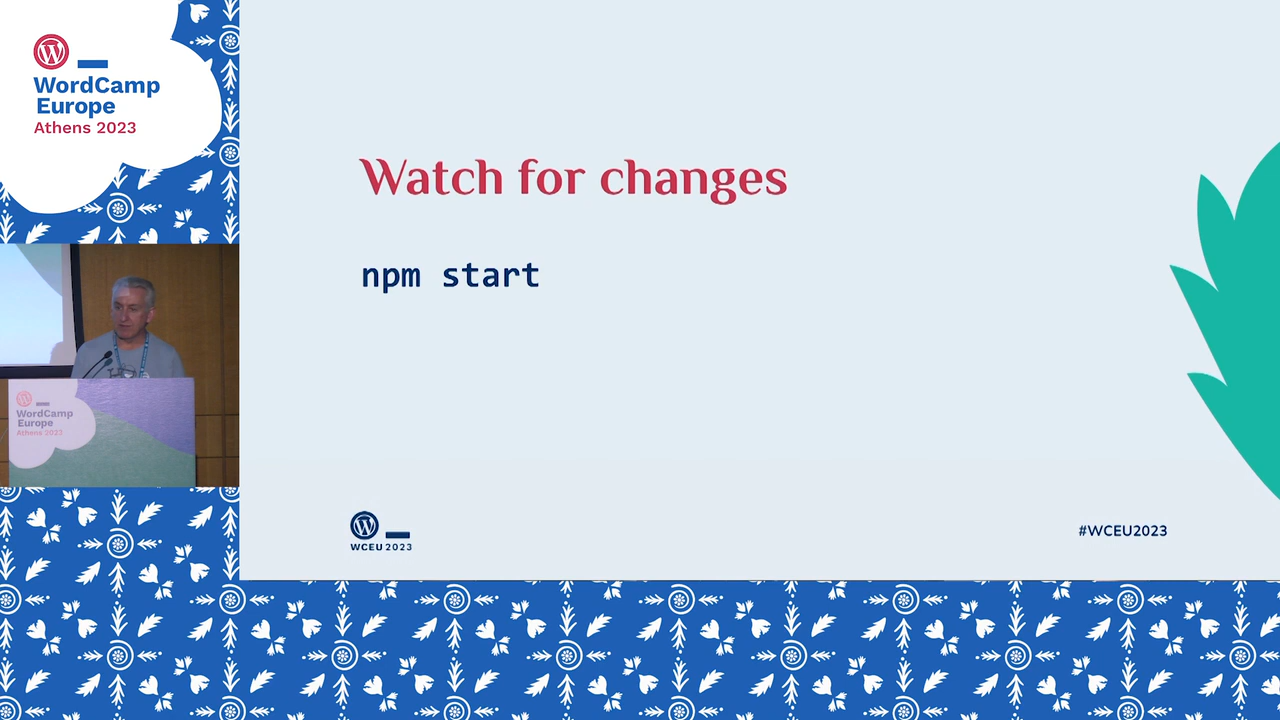 WordCamp
Europe
Athens 2023
Watch for changes
npm start
WordCamp
Europe
Athens 2023
WCEU 2023
#WCEU2023